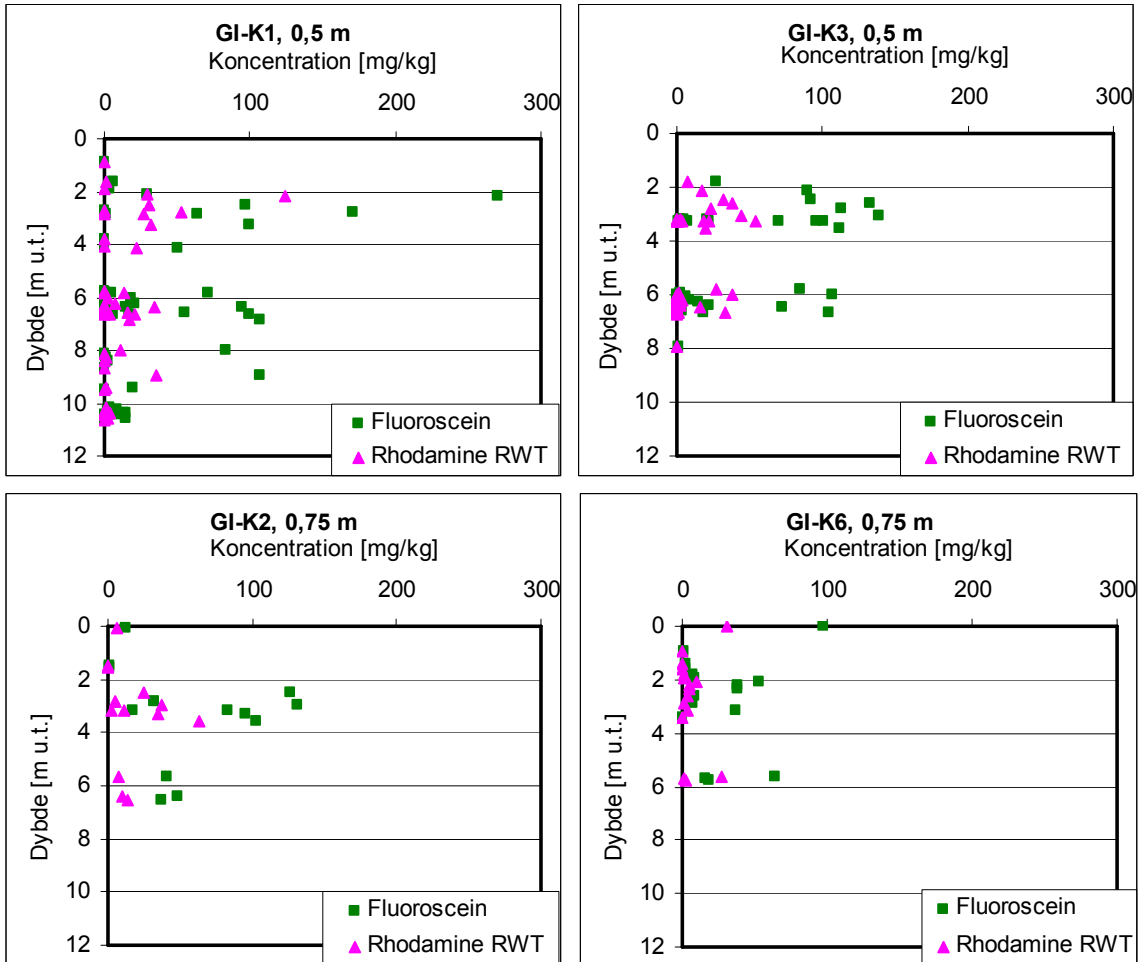 GI-K1, 0,5 m
Koncentration [mg/kg]
0 100 200 300
0
2
4
6
8
10
12
Dybde [m u.t.]
Fluoroscein
Rhodamine RWT
GI-K3, 0,5 m
Koncentration [mg/kg]
0 100 200 300
0
2
4
6
8
10
12
Dybde [m u.t.]
Fluoroscein
Rhodamine RWT
GI-K2, 0,75 m
Koncentration [mg/kg]
0 100 200 300
0
2
4
6
8
10
12
Dybde [m u.t.]
Fluoroscein
Rhodamine RWT
GI-K6, 0,75 m
Koncentration [mg/kg]
0 100 200 300
0
2
4
6
8
10
12
Dybde [m u.t.]
Fluoroscein
Rhodamine RWT